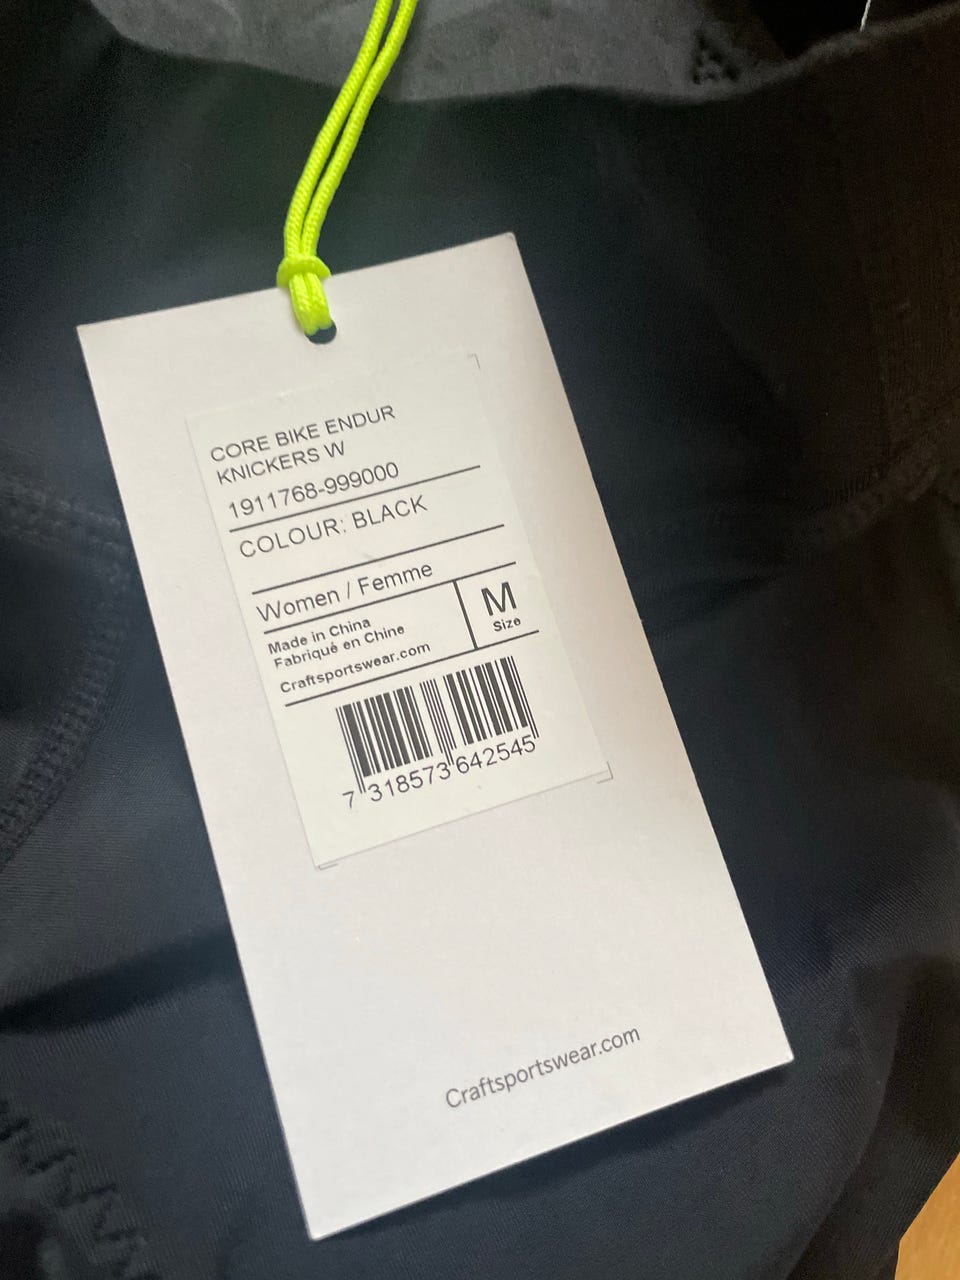 CORE BIKE ENDUR
KNICKERS W
1911768-999000
COLOUR: BLACK
Women / Femme
Made in China
Fabriqué en Chine
Craftsportswear.com
M
Size
7 318573 642545
Craftsportswear.com